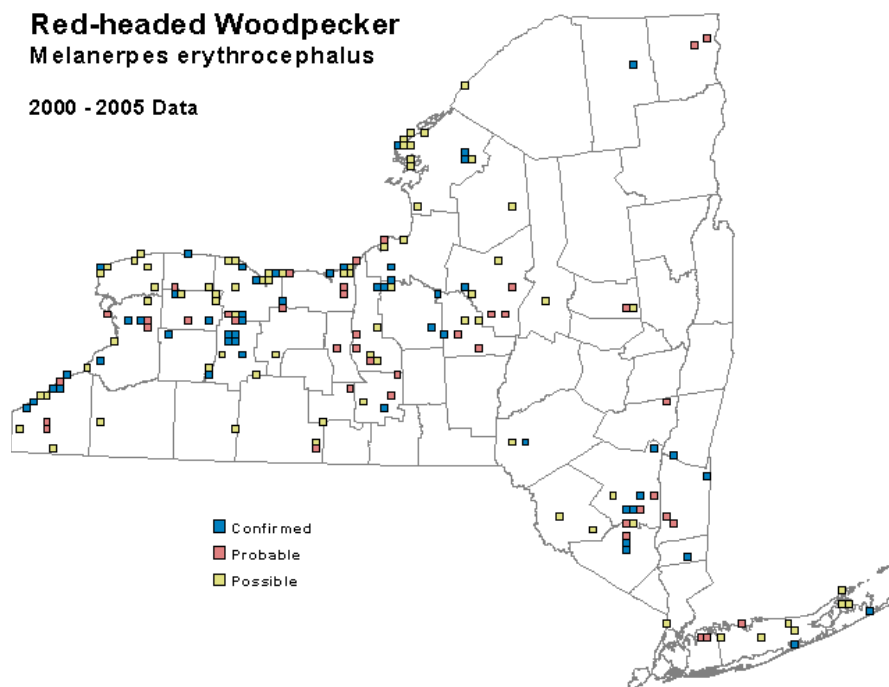 Red-headed Woodpecker
Melanerpes erythrocephalus
2000 - 2005 Data
Confirmed
Probable
Possible